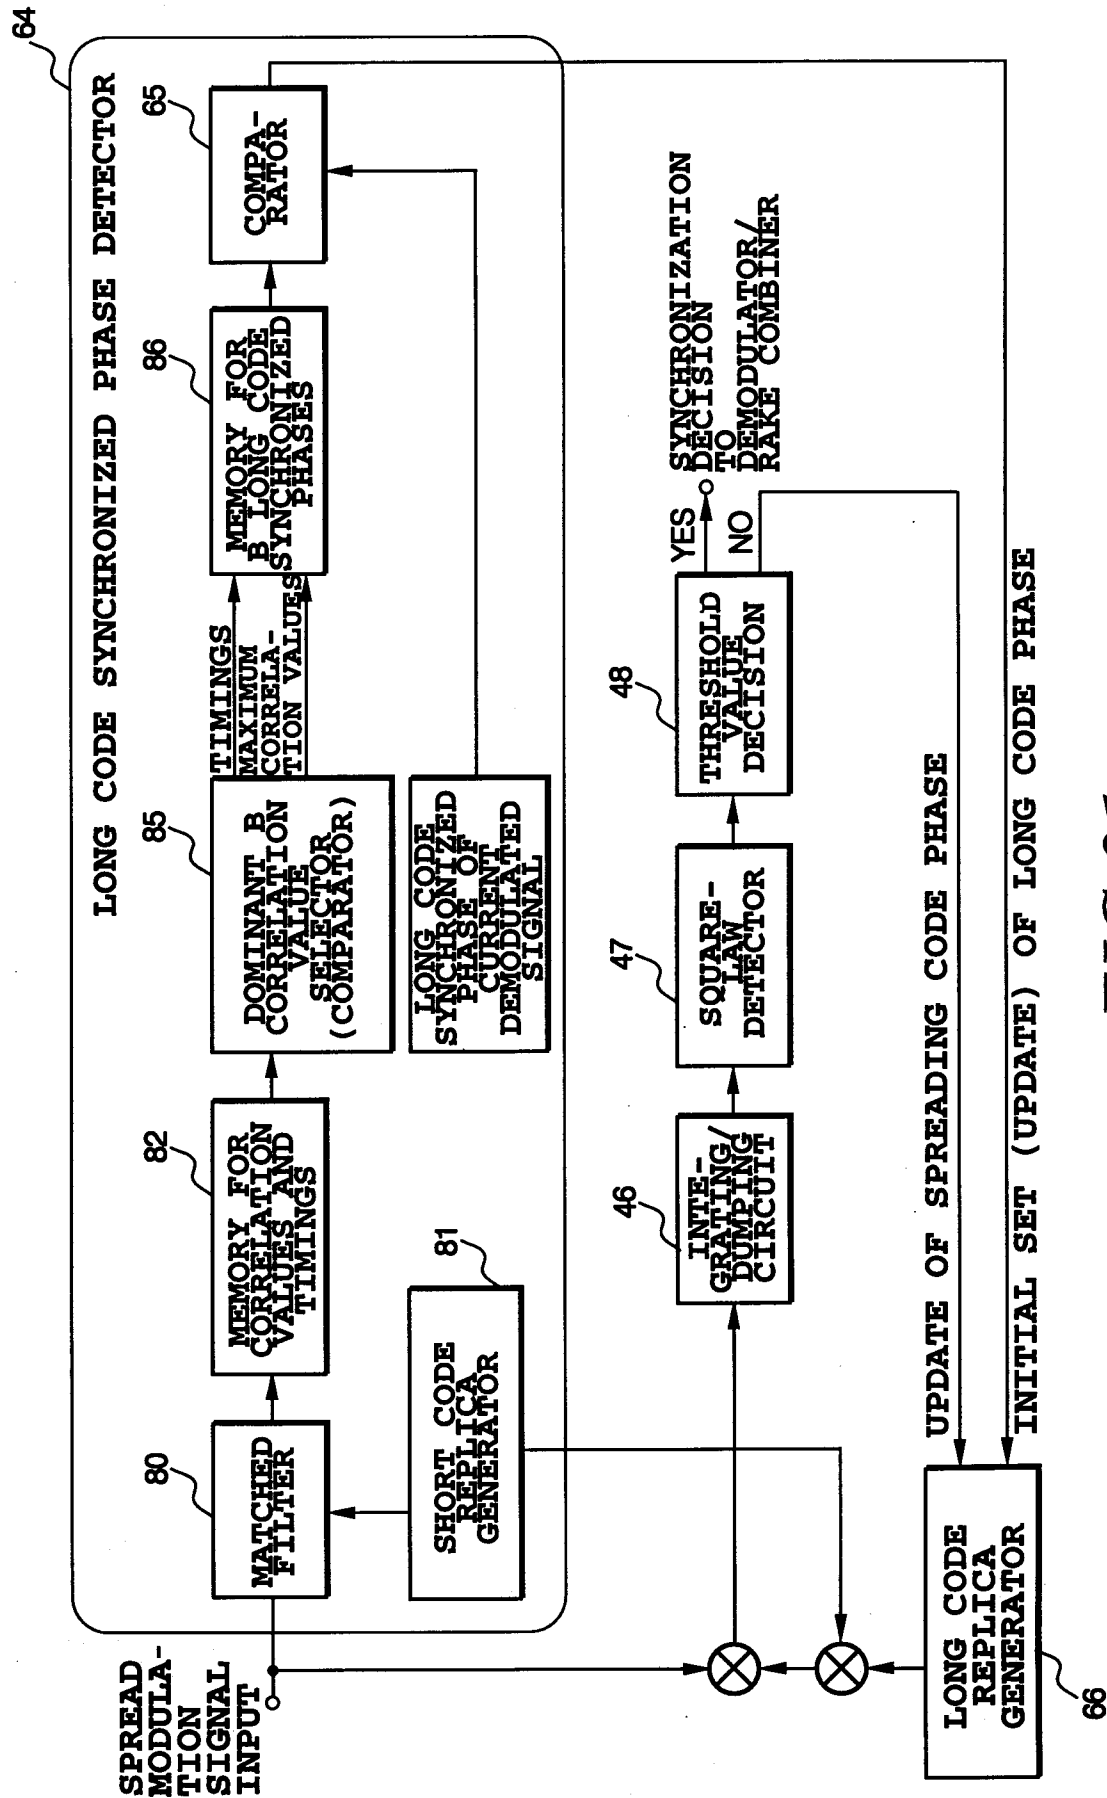 64
LONG CODE SYNCHRONIZED PHASE DETECTOR
SPREAD
MODULA-
TION
SIGNAL
INPUT
80
MATCHED
FILTER
82
MEMORY FOR
CORRELATION
VALUES AND
TIMINGS
85
DOMINANT B
CORRELATION
VALUE
SELECTOR
(COMPARATOR)
TIMINGS
MAXIMUM
CORRELA-
TION VALUES
86
MEMORY FOR
B LONG CODE
SYNCHRONIZED
PHASES
65
COMPA-
RATOR
81
SHORT CODE
REPLICA
GENERATOR
LONG CODE
SYNCHRONIZED
PHASE OF
CURRENT
DEMODULATED
SIGNAL
46
INTE-
GRATING/
DUMPING
CIRCUIT
47
SQUARE-
LAW
DETECTOR
48
THRESHOLD
VALUE
DECISION
YES
NO
SYNCHRONIZATION
DECISION
TO
DEMODULATOR/
RAKE COMBINER
UPDATE OF SPREADING CODE PHASE
INITIAL SET (UPDATE) OF LONG CODE PHASE
LONG CODE
REPLICA
GENERATOR
66